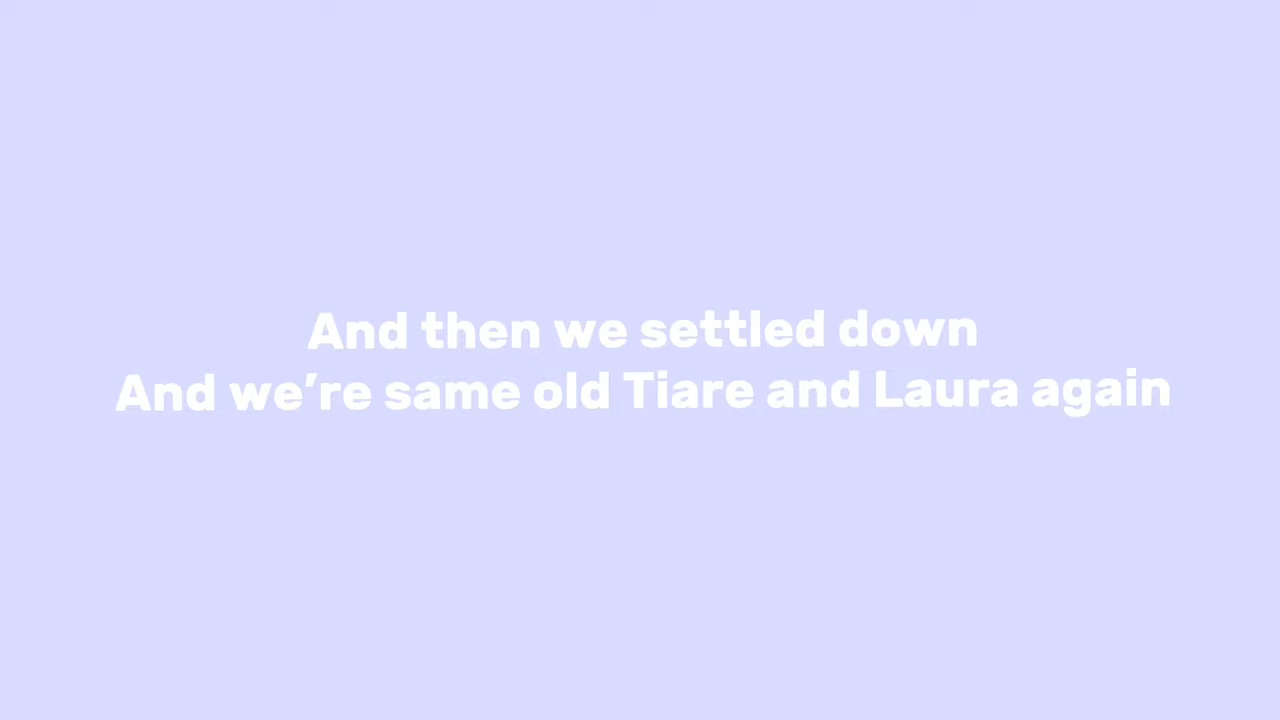 And then we settled down
And we’re same old Tiare and Laura again